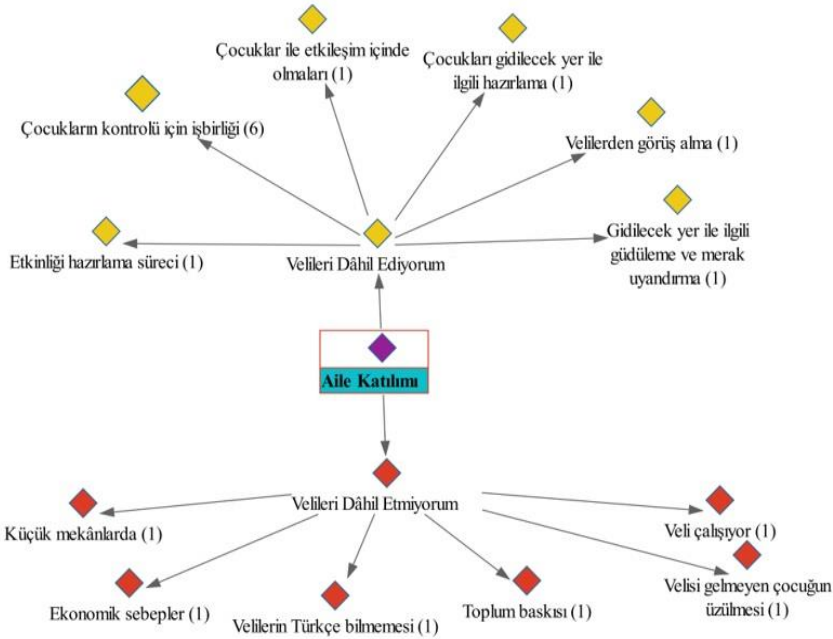 Çocuklar ile etkileşim içinde
olmaları (1)
Çocukları gidilecek yer ile
ilgili hazırlama (1)
Çocukların kontrolü için işbirliği (6)
Velilerden görüş alma (1)
Etkinliği hazırlama süreci (1)
Velileri Dâhil Ediyorum
Gidilecek yer ile ilgili
güdüleme ve merak
uyandırma (1)
Aile Katılımı
Velileri Dâhil Etmiyorum
Küçük mekânlarda (1)
Veli çalışıyor (1)
Ekonomik sebepler (1)
Velilerin Türkçe bilmemesi (1)
Toplum baskısı (1)
Velisi gelmeyen çocuğun
üzülmesi (1)